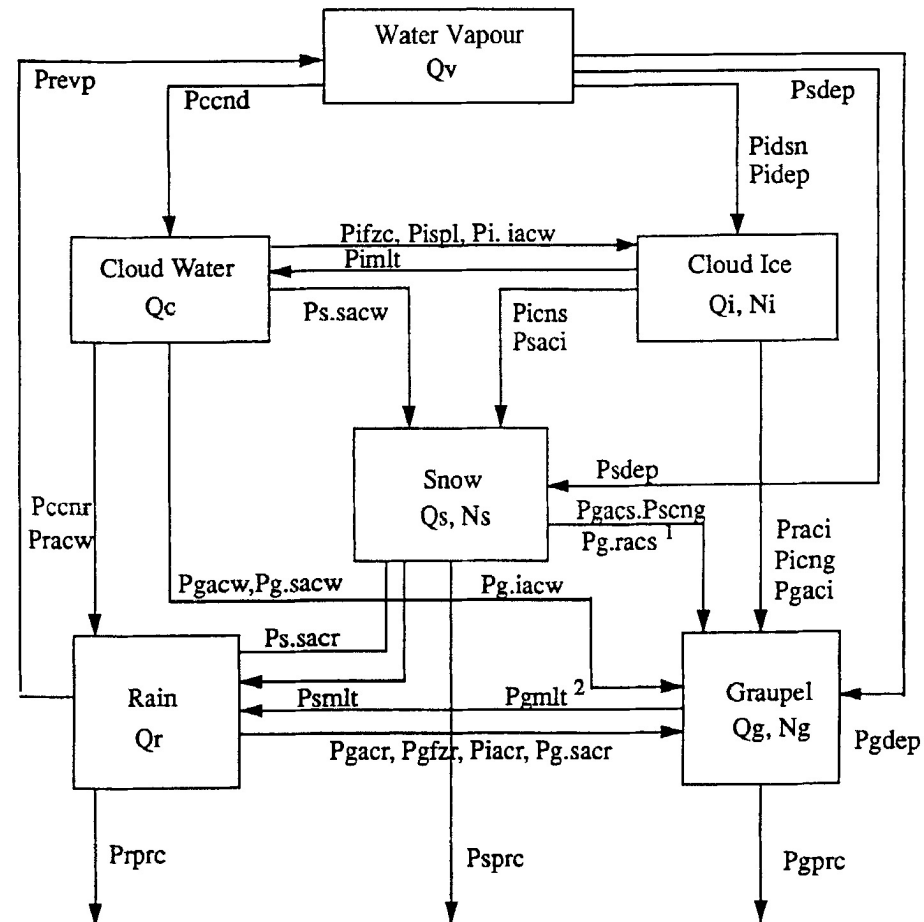 Water Vapour
Qv
Prevp
Pccnd
Psdep
Pidsn
Pidep
Cloud Water
Qc
Pifzc, Pispl, Pi. iacw
Pimlt
Cloud Ice
Qi, Ni
Ps.sacw
Picns
Psaci
Snow
Qs, Ns
Psdep
Pgacs.Pscng
Pg.racs 1
Pccnr
Pracw
Praci
Picng
Pgaci
Pgacw,Pg.sacw
Pg.iacw
Ps.sacr
Rain
Qr
Psmlt
Pgmlt 2
Graupel
Qg, Ng
Pgdep
Pgacr, Pgfzr, Piacr, Pg.sacr
Prprc
Psprc
Pgprc